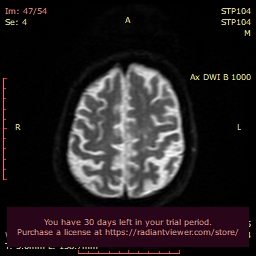 Im: 47/54
Se: 4
A
STP104
STP104
M
Ax DWI B 1000
R
L
You have 30 days left in your trial period.
Purchase a license at https://radiantviewer.com/store/